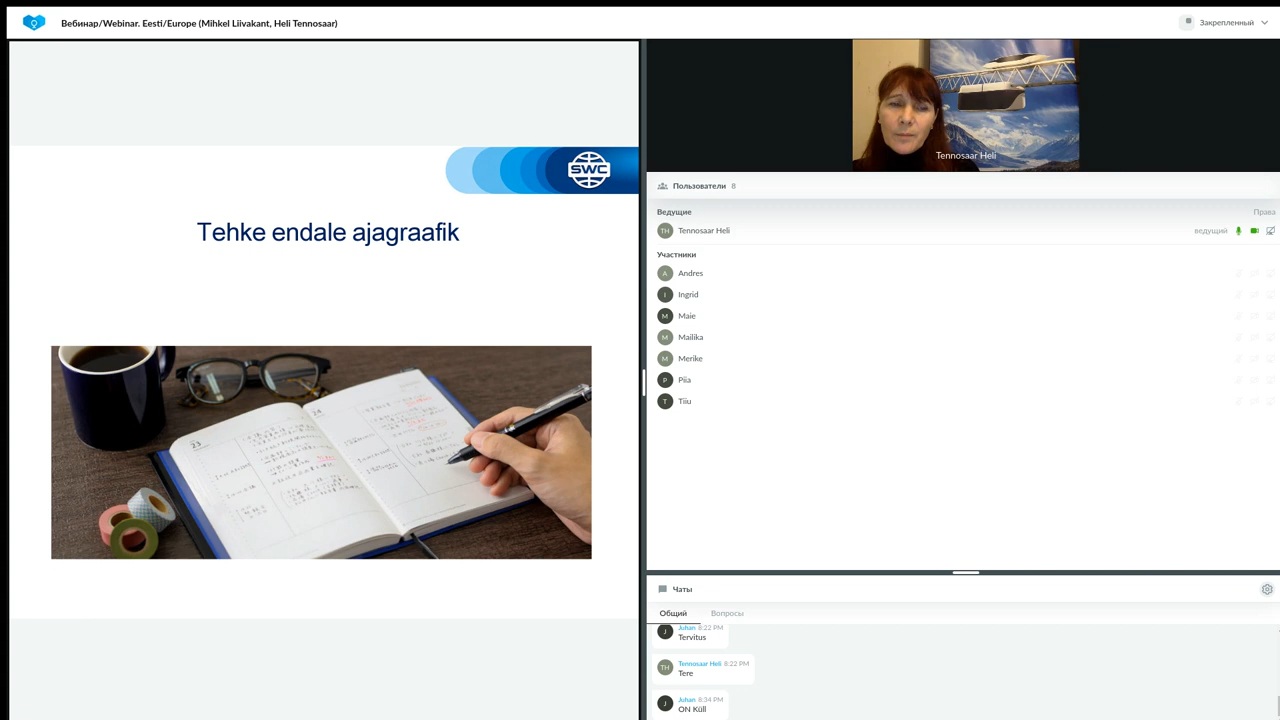 Вебинар/Webinar. Eesti/Europe (Mihkel Liivakant, Heli Tennosaar)
Закрепленный
SWC
Tehke endale ajagraafik
23
24
Tennosaar Heli
Пользователи 8
Ведущие
Права
TH Tennosaar Heli
ведущий
Участники
A Andres
I Ingrid
M Maie
M Mailika
M Merike
P Piia
T Tiiu
Чаты
Общий
Вопросы
J Juhan 8:22 PM
Tervitus
TH Tennosaar Heli 8:22 PM
Tere
J Juhan 8:34 PM
ON Küll